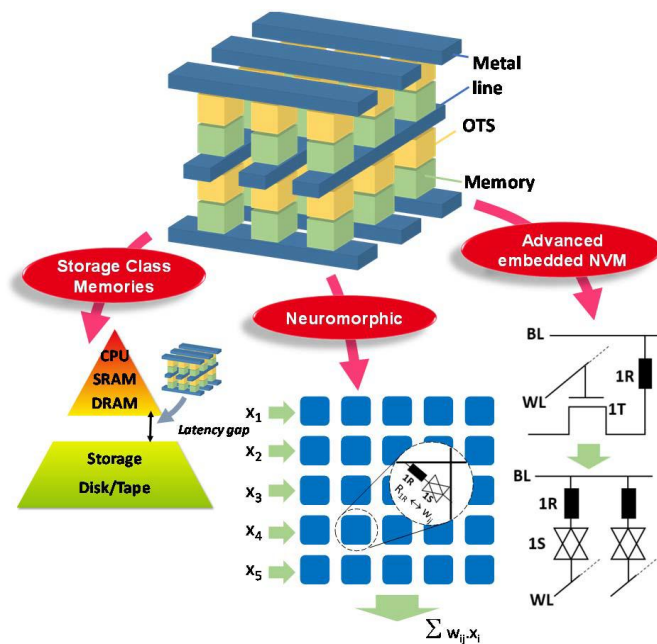 Metal
line
OTS
Memory
Storage Class
Memories
Neuromorphic
Advanced
embedded NVM
CPU
SRAM
DRAM
Latency gap
Storage
Disk/Tape
x1
x2
x3
x4
x5
1R
1S
R1R ↔ wij
∑ wij.xi
BL
1R
WL
1T
BL
1R
1S
WL